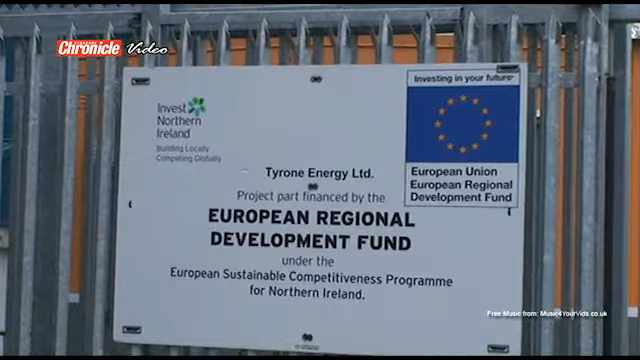 Chronicle Video
Investing in your future
Invest
Northern
Ireland
Building Locally
Competing Globally
European Union
European Regional
Development Fund
Tyrone Energy Ltd.
Project part financed by the
EUROPEAN REGIONAL
DEVELOPMENT FUND
under the
European Sustainable Competitiveness Programme
for Northern Ireland.
Free Music from: Music4YourVids.co.uk